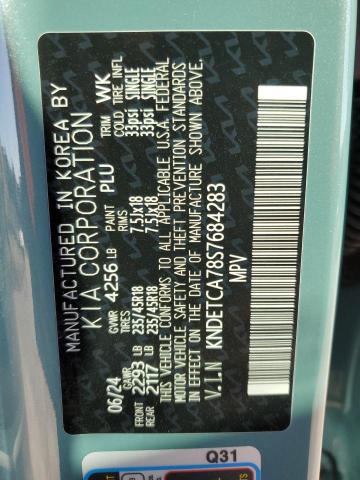 MANUFACTURED IN KOREA BY
KIA CORPORATION
06/24 GVWR 4256 LB PAINT PLU TRIM WK
GAWR TIRES RIMS COLD TIRE INFL
FRONT 2293 LB 235/45R18 7.5JX18 33psi SINGLE
REAR 2117 LB 235/45R18 7.5JX18 33psi SINGLE
THIS VEHICLE CONFORMS TO ALL APPLICABLE U.S.A. FEDERAL
MOTOR VEHICLE SAFETY AND THEFT PREVENTION STANDARDS
IN EFFECT ON THE DATE OF MANUFACTURE SHOWN ABOVE.
V.I.N KNDETCA78S7684283
MPV
Q31